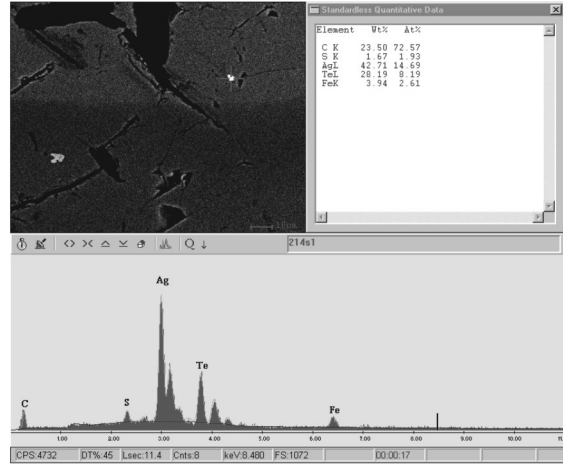 Standardless Quantitative Data
Element Wt% At%
C K 23.50 72.57
S K 1.67 1.93
AgL 42.71 14.69
TeL 28.19 8.19
FeK 3.94 2.61
Q
214s1
Ag
Te
C
S
Fe
1.00 2.00 3.00 4.00 5.00 6.00 7.00 8.00 9.00 10.00 11.
CPS:4732 DT%:45 Lsec:11.4 Cnts:8 keV:8.480 FS:1072 00:00:17